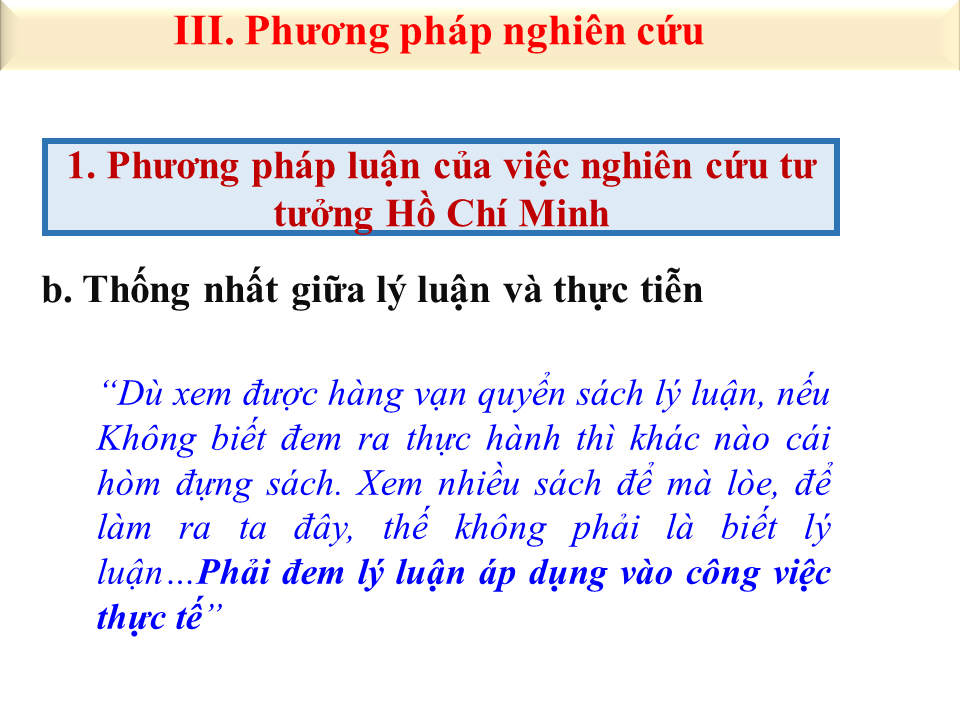 III. Phương pháp nghiên cứu
1. Phương pháp luận của việc nghiên cứu tư
tưởng Hồ Chí Minh
b. Thống nhất giữa lý luận và thực tiễn
“Dù xem được hàng vạn quyển sách lý luận, nếu
Không biết đem ra thực hành thì khác nào cái
hòm đựng sách. Xem nhiều sách để mà lòe, để
làm ra ta đây, thế không phải là biết lý
luận…Phải đem lý luận áp dụng vào công việc
thực tế”